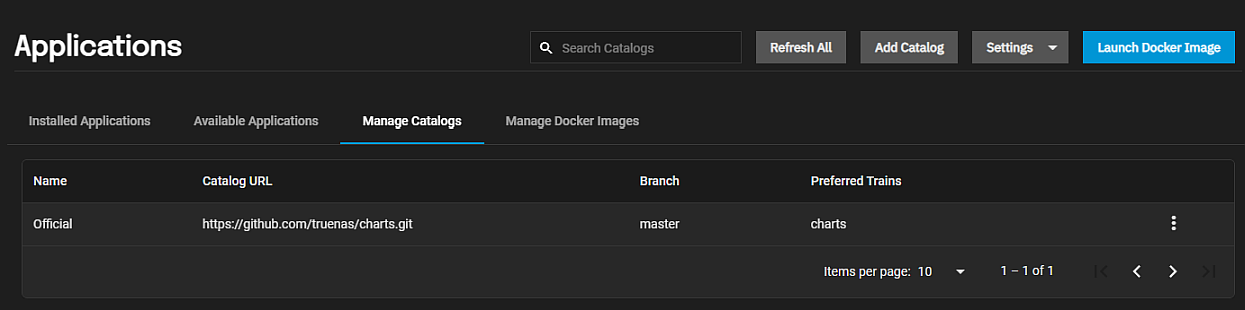 Applications
Search Catalogs
Refresh All
Add Catalog
Settings
Launch Docker Image
Installed Applications
Available Applications
Manage Catalogs
Manage Docker Images
Name Catalog URL Branch Preferred Trains
Official https://github.com/truenas/charts.git master charts
Items per page: 10 1 – 1 of 1